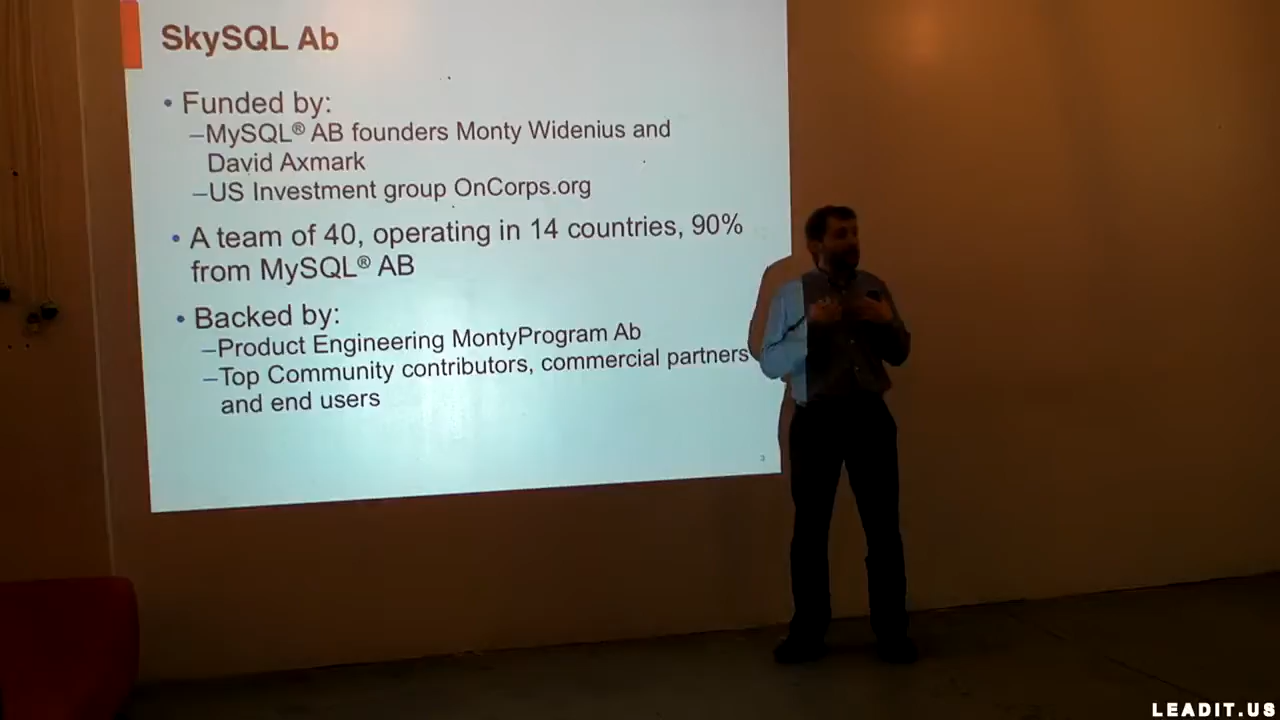 SkySQL Ab
• Funded by:
–MySQL® AB founders Monty Widenius and
David Axmark
–US Investment group OnCorps.org
• A team of 40, operating in 14 countries, 90%
from MySQL® AB
• Backed by:
–Product Engineering MontyProgram Ab
–Top Community contributors, commercial partners
and end users
3
LEADIT.US